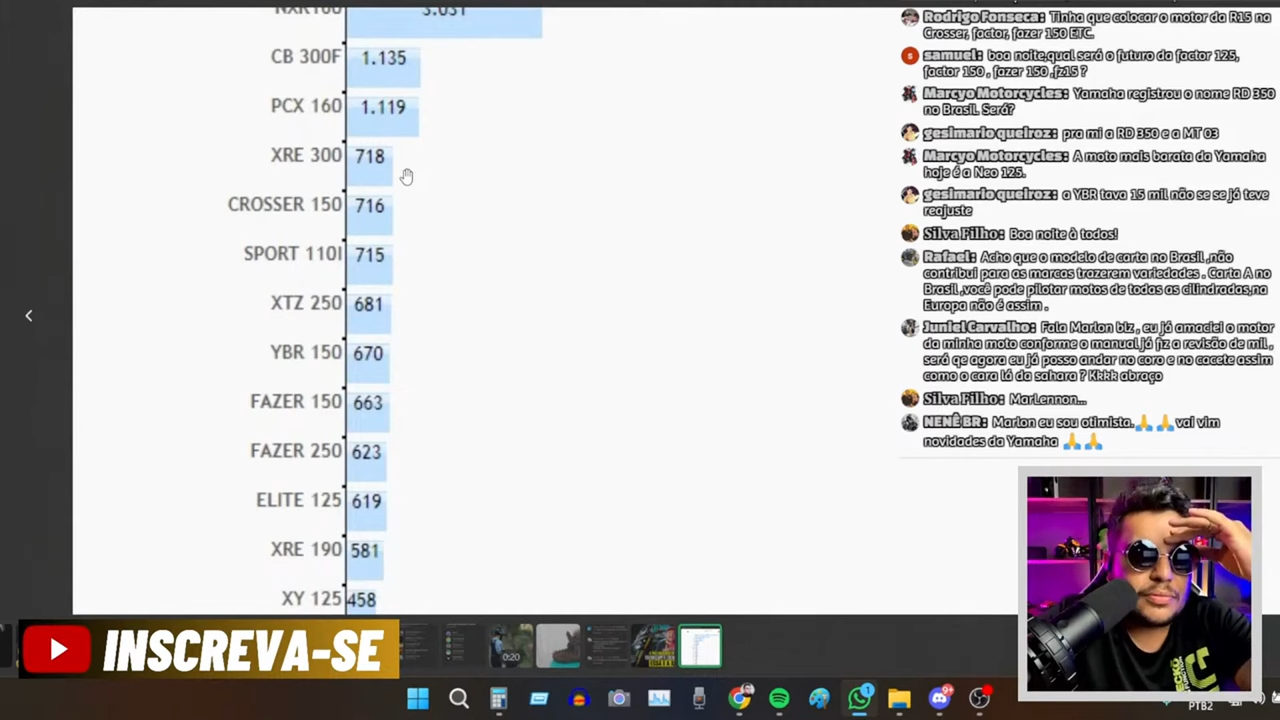 NXR160 3.031
CB 300F 1.135
PCX 160 1.119
XRE 300 718
CROSSER 150 716
SPORT 110I 715
XTZ 250 681
YBR 150 670
FAZER 150 663
FAZER 250 623
ELITE 125 619
XRE 190 581
XY 125 458
Rodrigo Fonseca: Tinha que colocar o motor da R15 na
Crosser, factor, fazer 150 ETC.
S samuel: boa noite,qual será o futuro da factor 125,
factor 150 , fazer 150 ,fz15 ?
Marcyo Motorcycles: Yamaha registrou o nome RD 350
no Brasil. Será?
gesimario queiroz: pra mi a RD 350 e a MT 03
Marcyo Motorcycles: A moto mais barata da Yamaha
hoje é a Neo 125.
gesimario queiroz: a YBR tava 15 mil não se se já teve
reajuste
Silva Filho: Boa noite à todos!
Rafael: Acho que o modelo de carta no Brasil ,não
contribui para as marcas trazerem variedades . Carta A no
Brasil ,você pode pilotar motos de todas as cilindradas,na
Europa não é assim .
Juniel Carvalho: Fala Marlon blz , eu já amaciei o motor
da minha moto conforme o manual,já fiz a revisão de mil ,
será qe agora eu já posso andar no coro e no cacete assim
como o cara lá da sahara ? Kkkk abraço
Silva Filho: MarLennon...
NENÊ BR: Marlon eu sou otimista.🙏🙏vai vim
novidades da Yamaha 🙏🙏
0:20
INSCREVA-SE
PTB2